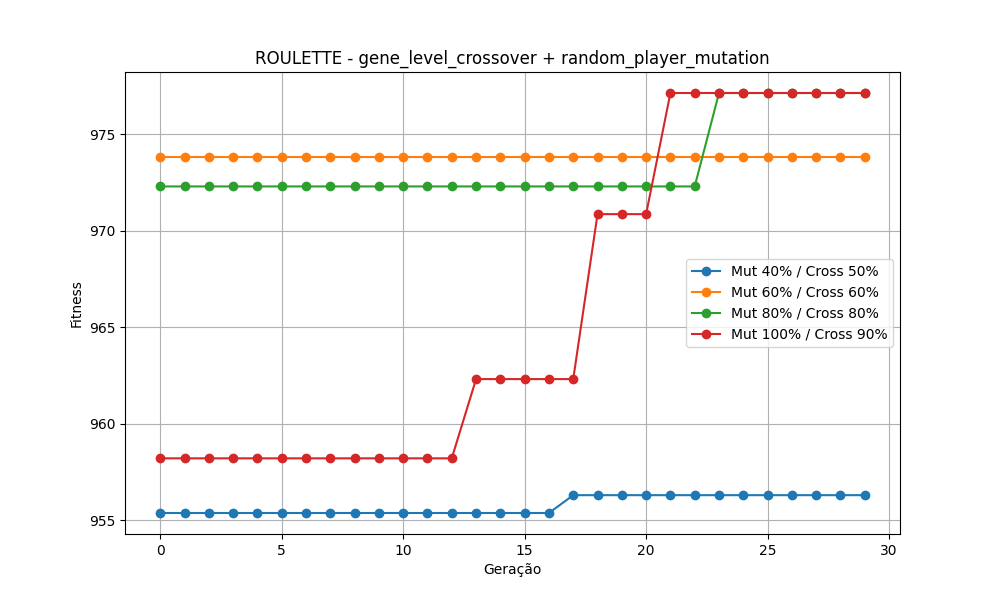 ROULETTE - gene_level_crossover + random_player_mutation
975
970
965
960
955
Fitness
Mut 40% / Cross 50%
Mut 60% / Cross 60%
Mut 80% / Cross 80%
Mut 100% / Cross 90%
0 5 10 15 20 25 30
Geração